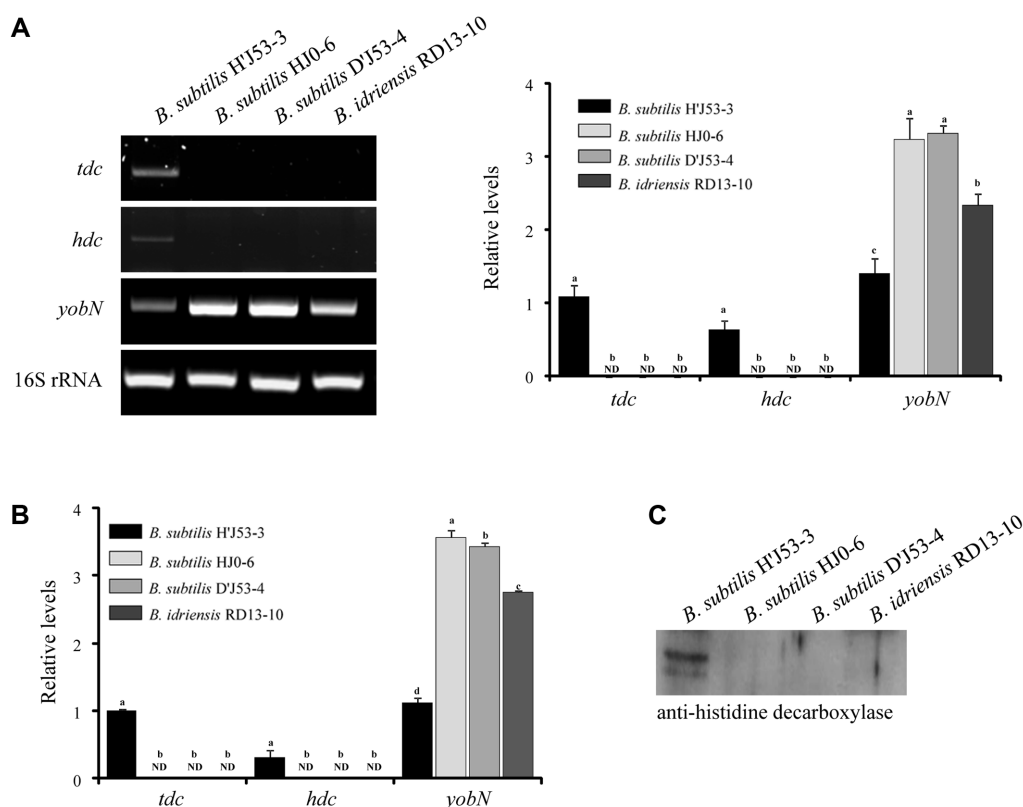 A
B. subtilis H'J53-3
B. subtilis HJ0-6
B. subtilis D'J53-4
B. idriensis RD13-10
tdc
hdc
yobN
16S rRNA
Relative levels
4
3
2
1
0
B. subtilis H'J53-3
B. subtilis HJ0-6
B. subtilis D'J53-4
B. idriensis RD13-10
a
b b b
ND ND ND
a
b b b
ND ND ND
c
a
a
b
tdc hdc yobN
B
Relative levels
4
3
2
1
0
B. subtilis H'J53-3
B. subtilis HJ0-6
B. subtilis D'J53-4
B. idriensis RD13-10
a
b b b
ND ND ND
a
b b b
ND ND ND
d
a
b
c
tdc hdc yobN
C
B. subtilis H'J53-3
B. subtilis HJ0-6
B. subtilis D'J53-4
B. idriensis RD13-10
anti-histidine decarboxylase